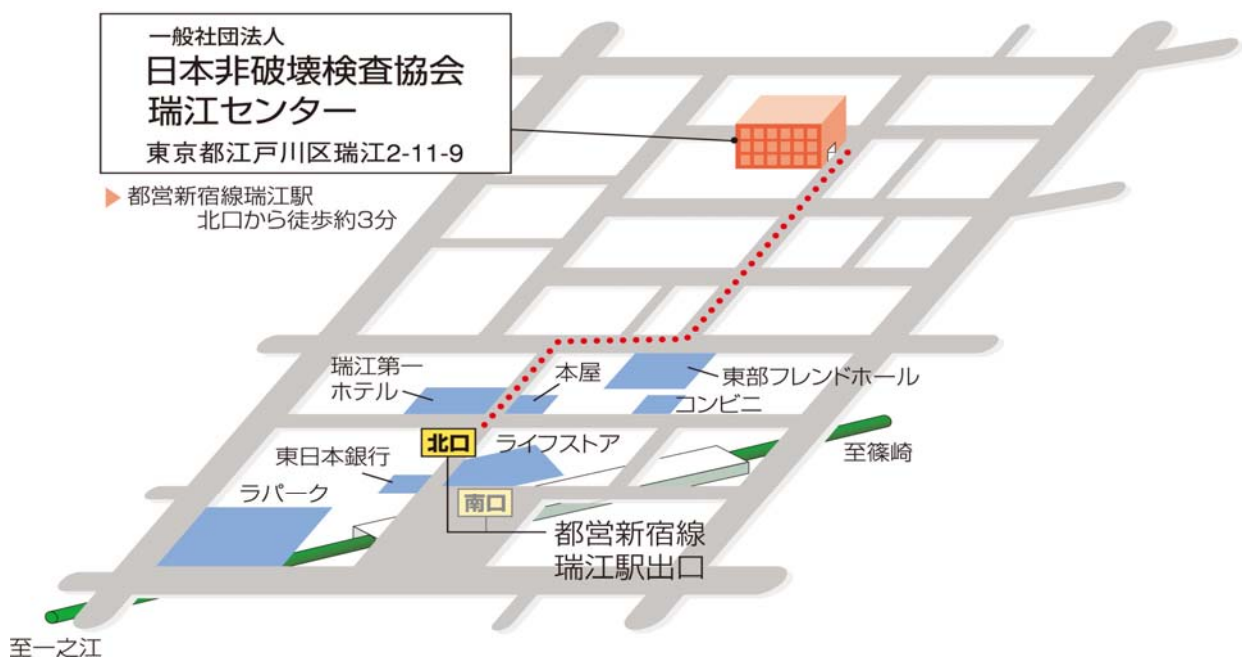 一般社団法人
日本非破壊検査協会
瑞江センター
東京都江戸川区瑞江2-11-9
都営新宿線瑞江駅
北口から徒歩約3分
瑞江第一
ホテル
本屋
東部フレンドホール
コンビニ
北口
ライフストア
至篠崎
東日本銀行
ラパーク
南口
都営新宿線
瑞江駅出口
至一之江